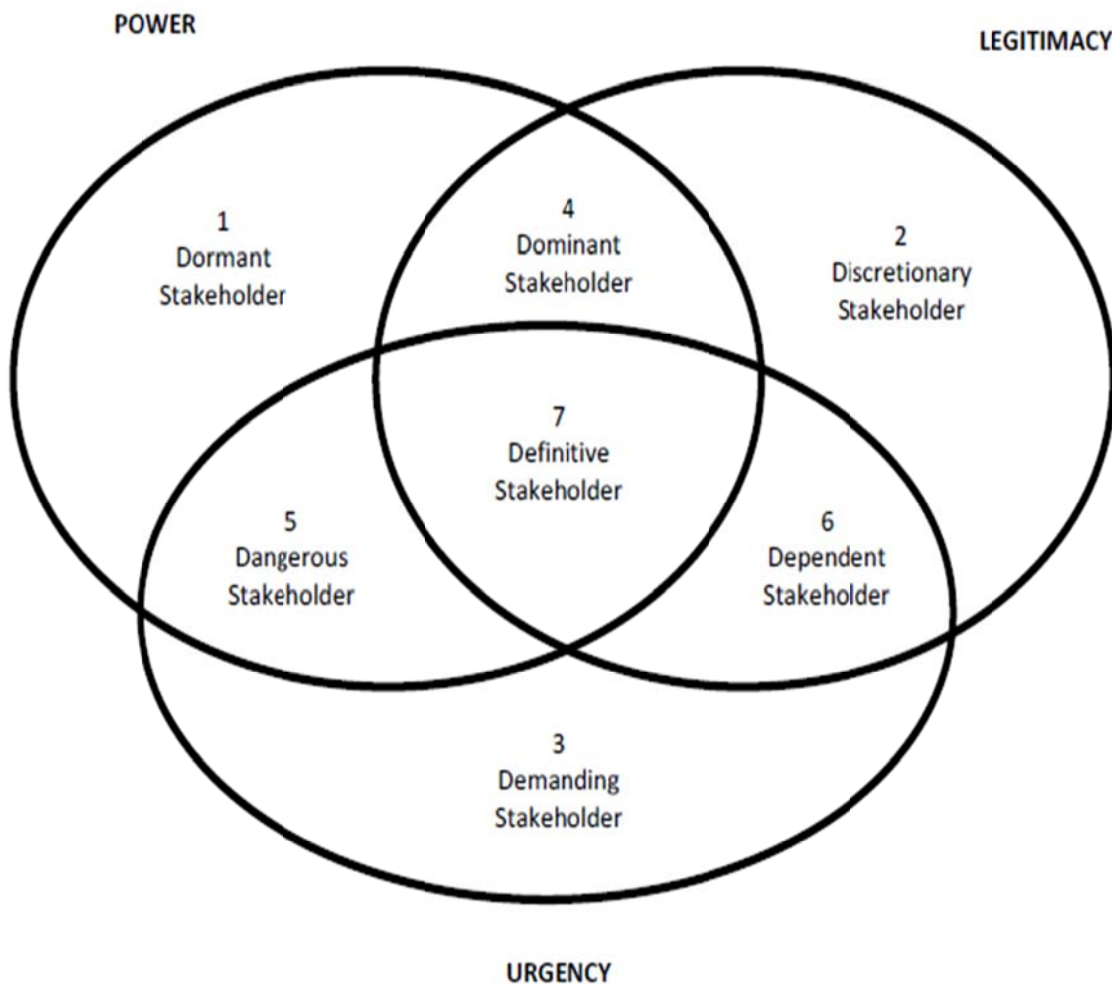 POWER
LEGITIMACY
1
Dormant
Stakeholder
4
Dominant
Stakeholder
2
Discretionary
Stakeholder
7
Definitive
Stakeholder
5
Dangerous
Stakeholder
6
Dependent
Stakeholder
3
Demanding
Stakeholder
URGENCY